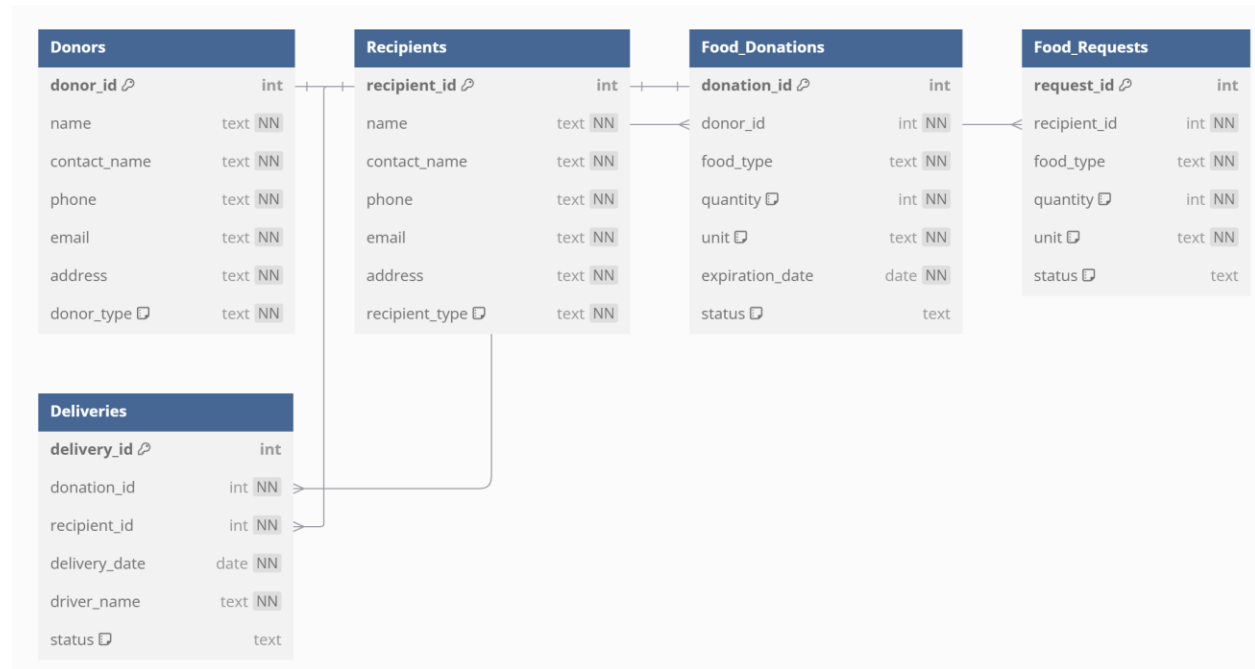 Donors
donor_id int
name text NN
contact_name text NN
phone text NN
email text NN
address text NN
donor_type text NN
Recipients
recipient_id int
name text NN
contact_name text NN
phone text NN
email text NN
address text NN
recipient_type text NN
Food_Donations
donation_id int
donor_id int NN
food_type text NN
quantity int NN
unit text NN
expiration_date date NN
status text
Food_Requests
request_id int
recipient_id int NN
food_type text NN
quantity int NN
unit text NN
status text
Deliveries
delivery_id int
donation_id int NN
recipient_id int NN
delivery_date date NN
driver_name text NN
status text